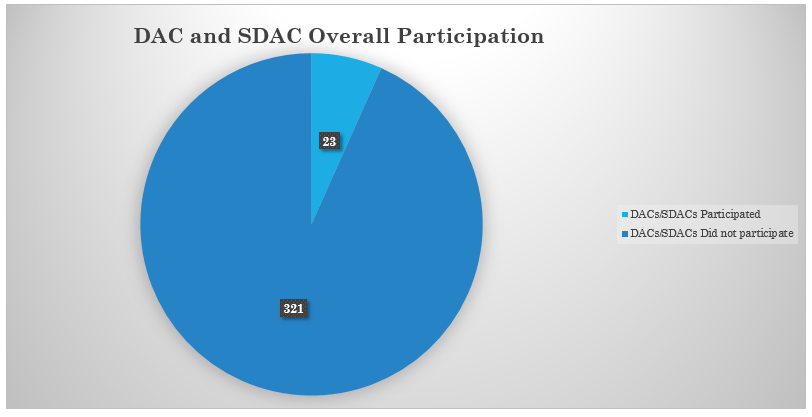 DAC and SDAC Overall Participation
23
321
DACs/SDACs Participated
DACs/SDACs Did not participate